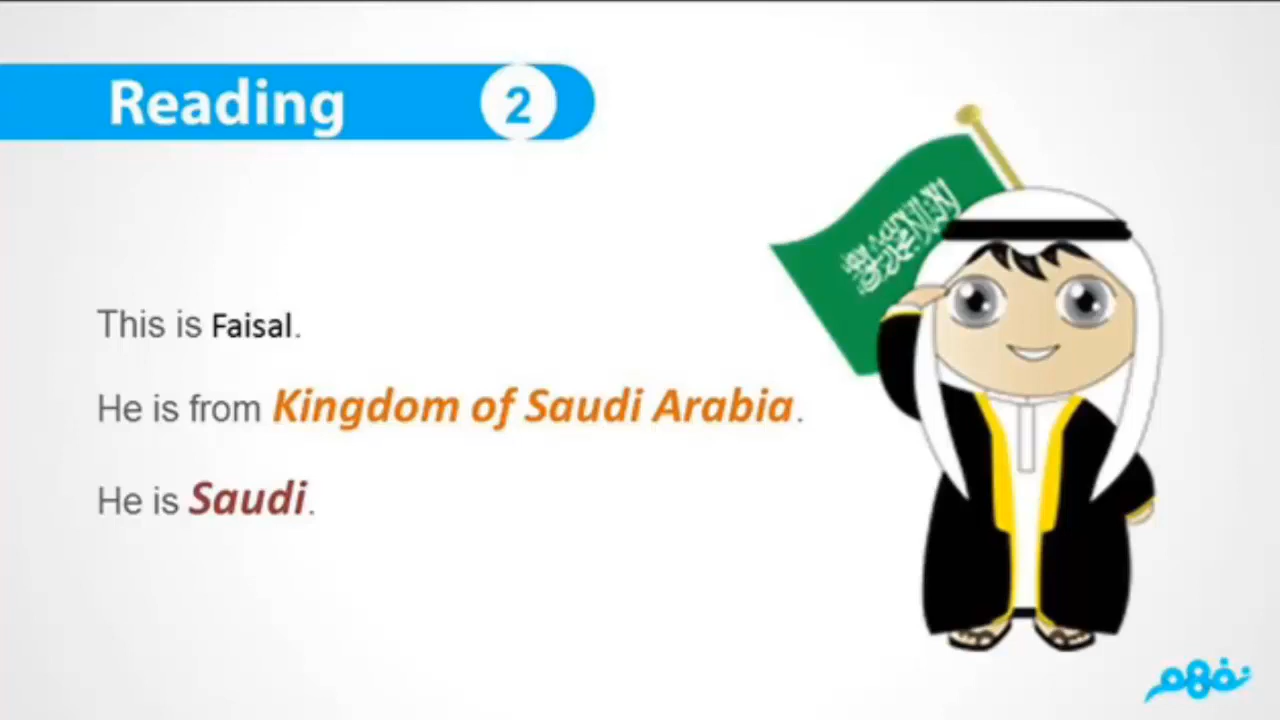 Reading 2
This is Faisal.
He is from Kingdom of Saudi Arabia.
He is Saudi.
نفهم